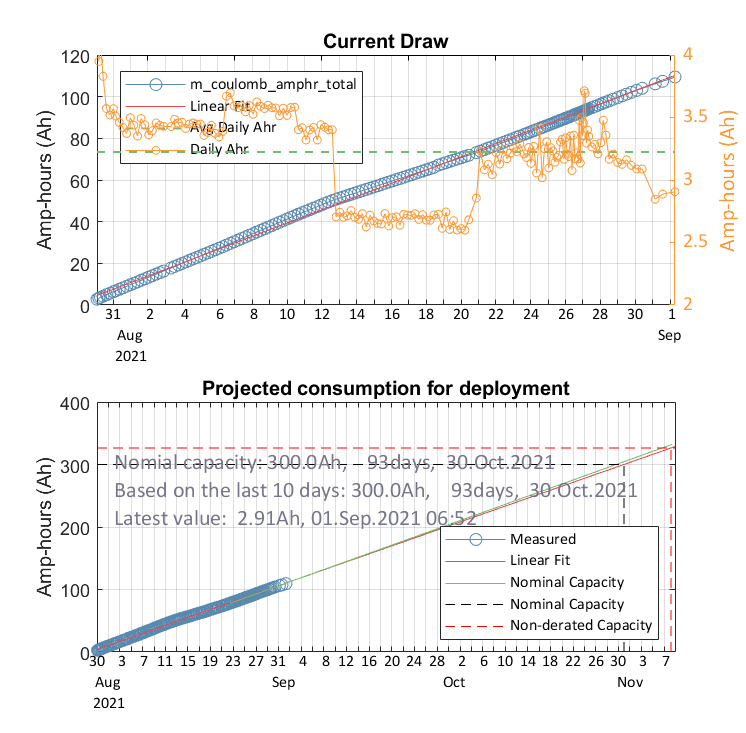 Current Draw
120
100
80
60
40
20
0
Amp-hours (Ah)
4
3.5
3
2.5
2
Amp-hours (Ah)
m_coulomb_amphr_total
Linear Fit
Avg Daily Ahr
Daily Ahr
31 2 4 6 8 10 12 14 16 18 20 22 24 26 28 30 1
Aug Sep
2021
Projected consumption for deployment
400
300
200
100
0
Amp-hours (Ah)
Nomial capacity: 300.0Ah, 93days, 30.Oct.2021
Based on the last 10 days: 300.0Ah, 93days, 30.Oct.2021
Latest value: 2.91Ah, 01.Sep.2021 06:52
Measured
Linear Fit
Nominal Capacity
Nominal Capacity
Non-derated Capacity
30 3 7 11 15 19 23 27 31 4 8 12 16 20 24 28 2 6 10 14 18 22 26 30 3 7
Aug Sep Oct Nov
2021